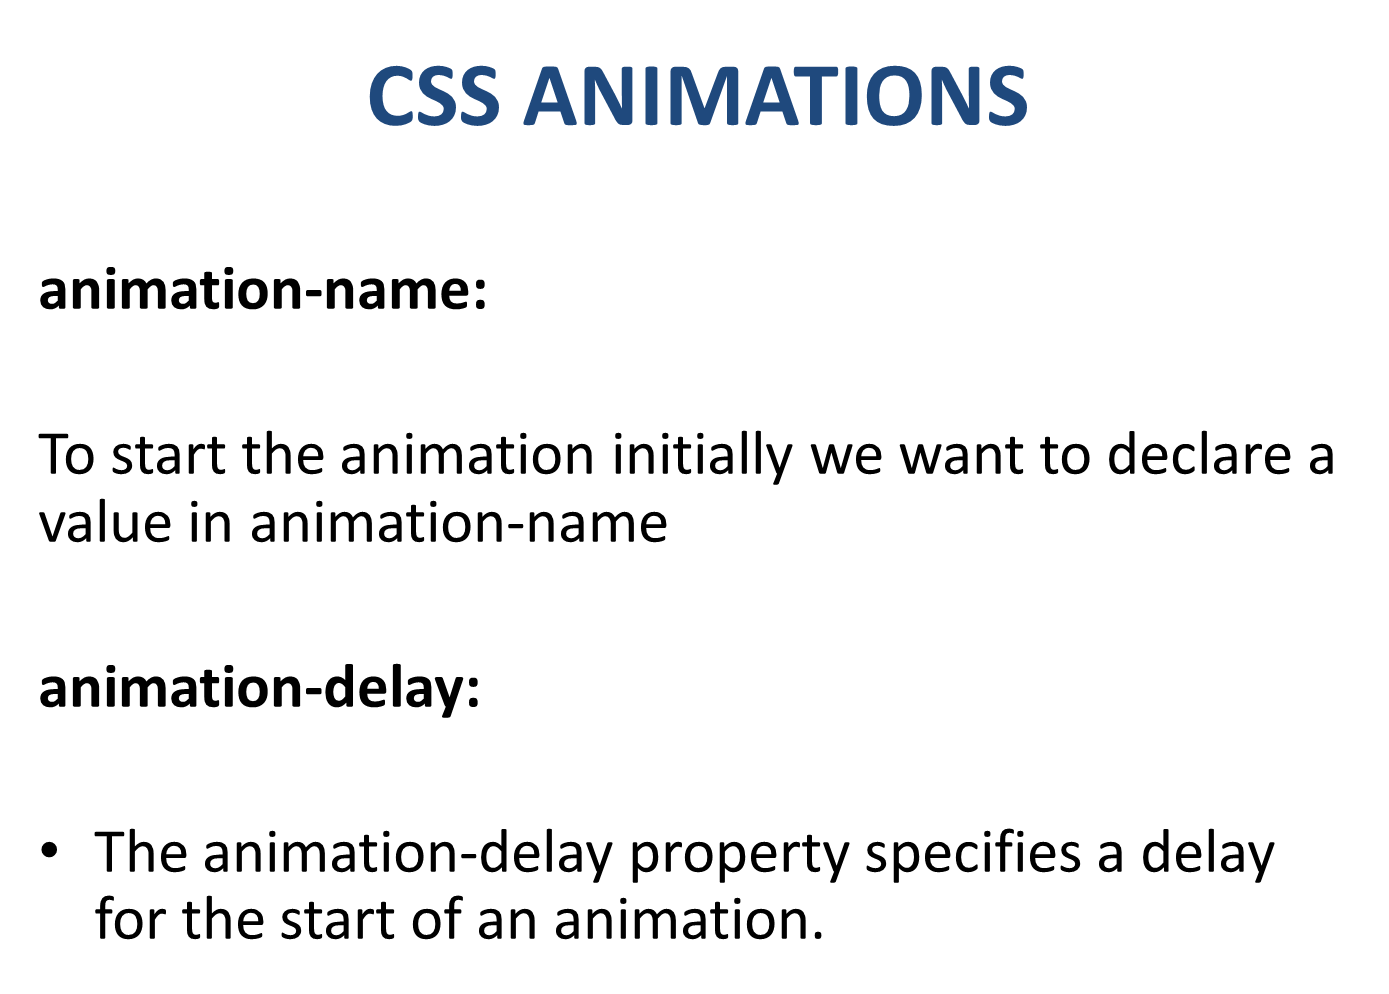 CSS ANIMATIONS
animation-name:
To start the animation initially we want to declare a
value in animation-name
animation-delay:
• The animation-delay property specifies a delay
for the start of an animation.